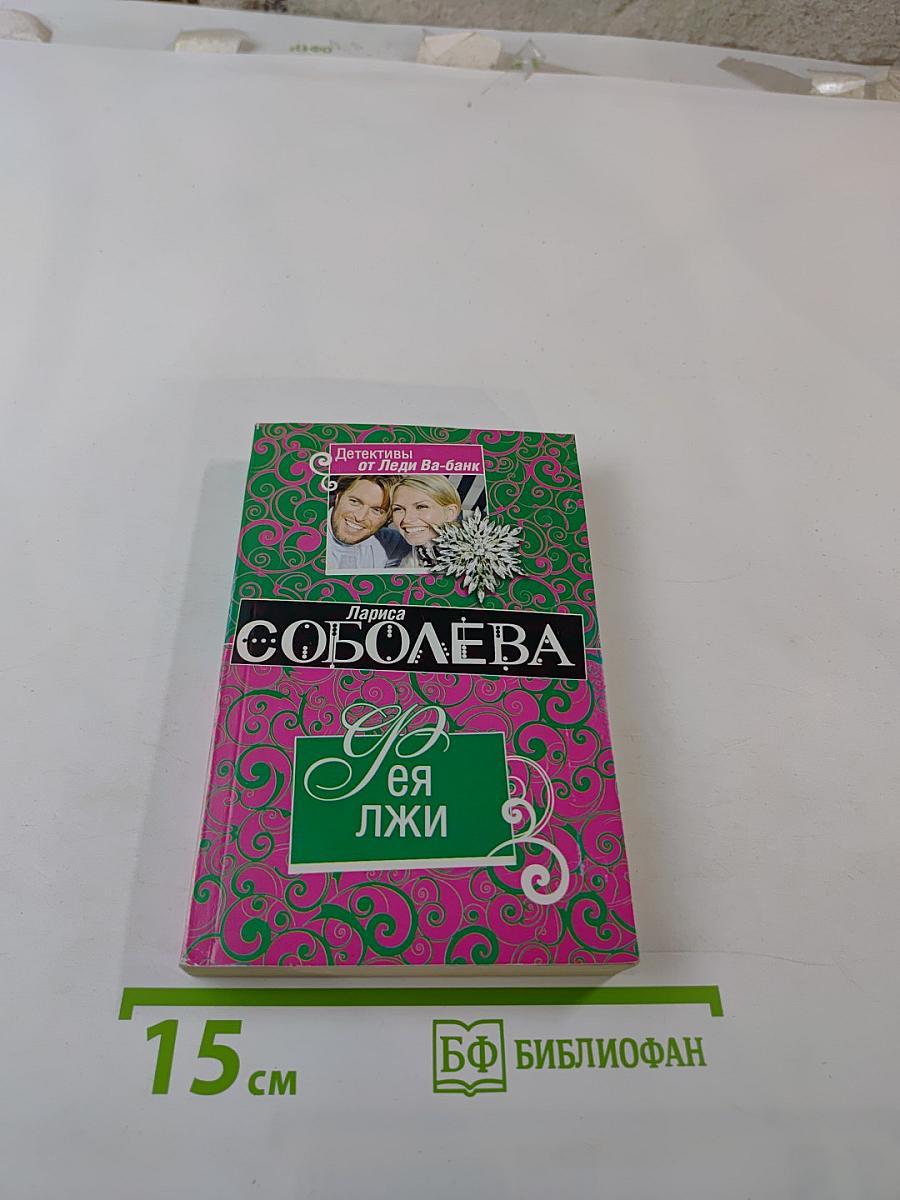 Детективы
от Леди Ва-банк
Лариса
СОБОЛЕВА
Фея
лжи
15 см
БФ БИБЛИОФАН